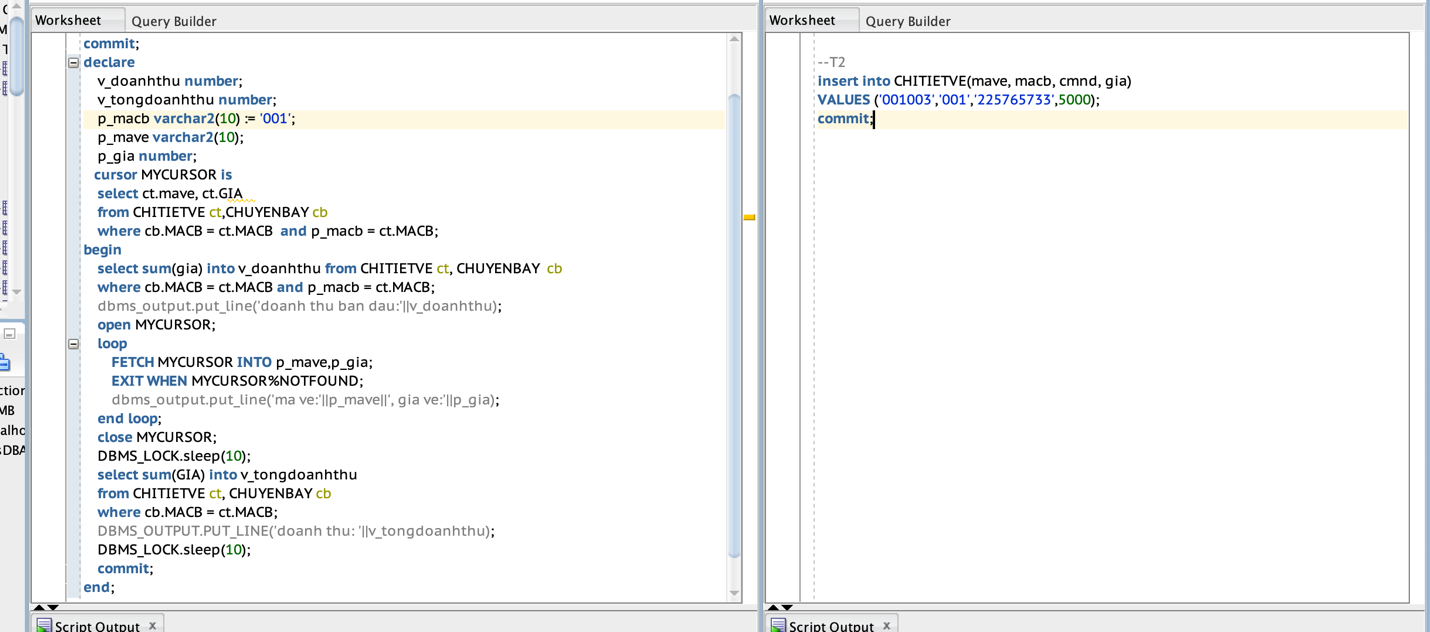 Worksheet
Query Builder
commit;
declare
v_doanhthu number;
v_tongdoanhthu number;
p_macb varchar2(10) := '001';
p_mave varchar2(10);
p_gia number;
cursor MYCURSOR is
select ct.mave, ct.GIA
from CHITIETVE ct,CHUYENBAY cb
where cb.MACB = ct.MACB  and p_macb = ct.MACB;
begin
select sum(gia) into v_doanhthu from CHITIETVE ct, CHUYENBAY  cb
where cb.MACB = ct.MACB and p_macb = ct.MACB;
dbms_output.put_line('doanh thu ban dau:'||v_doanhthu);
open MYCURSOR;
loop
FETCH MYCURSOR INTO p_mave,p_gia;
EXIT WHEN MYCURSOR%NOTFOUND;
dbms_output.put_line('ma ve:'||p_mave||', gia ve:'||p_gia);
end loop;
close MYCURSOR;
DBMS_LOCK.sleep(10);
select sum(GIA) into v_tongdoanhthu
from CHITIETVE ct, CHUYENBAY cb
where cb.MACB = ct.MACB;
DBMS_OUTPUT.PUT_LINE('doanh thu: '||v_tongdoanhthu);
DBMS_LOCK.sleep(10);
commit;
end;
Script Output x
Worksheet
Query Builder
--T2
insert into CHITIETVE(mave, macb, cmnd, gia)
VALUES ('001003','001','225765733',5000);
commit;
Script Output x